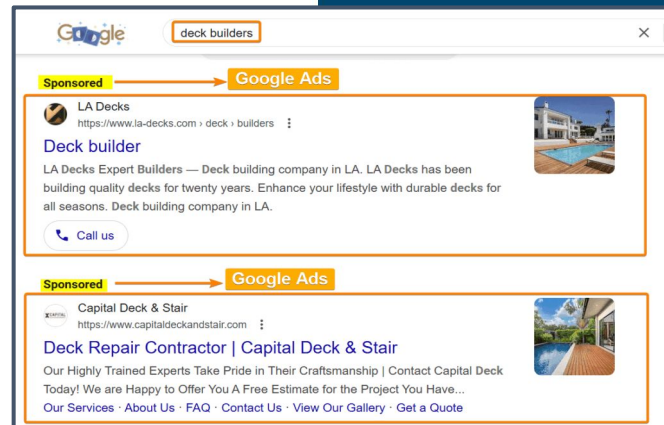 Google
deck builders
Sponsored
Google Ads
LA Decks
https://www.la-decks.com › deck › builders
Deck builder
LA Decks Expert Builders — Deck building company in LA. LA Decks has been
building quality decks for twenty years. Enhance your lifestyle with durable decks for
all seasons. Deck building company in LA.
Call us
Sponsored
Google Ads
Capital Deck & Stair
https://www.capitaldeckandstair.com
Deck Repair Contractor | Capital Deck & Stair
Our Highly Trained Experts Take Pride in Their Craftsmanship | Contact Capital Deck
Today! We are Happy to Offer You A Free Estimate for the Project You Have...
Our Services · About Us · FAQ · Contact Us · View Our Gallery · Get a Quote